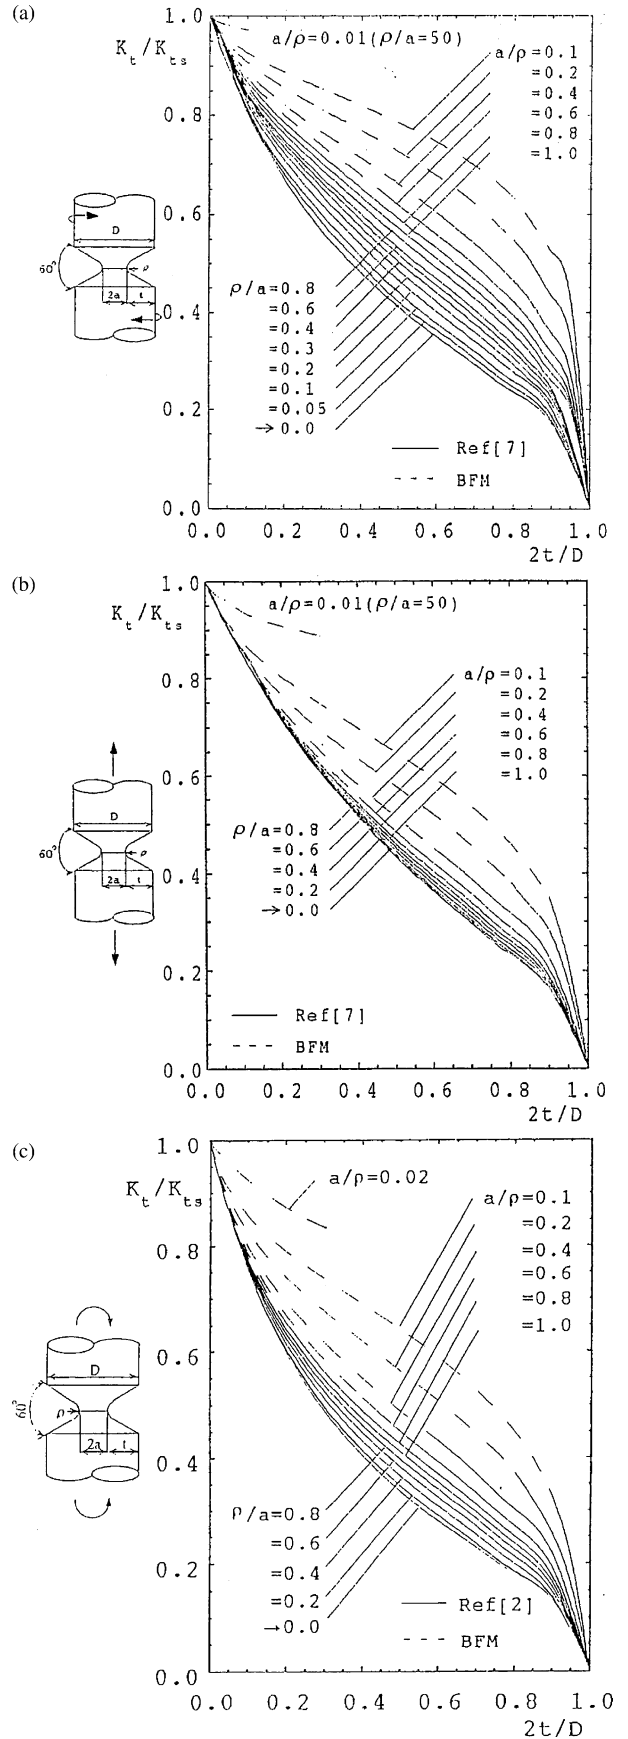 (a)
1.0
K_t/K_ts
a/ρ=0.01(ρ/a=50)
a/ρ=0.1
=0.2
=0.4
=0.6
=0.8
=1.0
0.8
0.6
D
60°
ρ
2a
t
0.4
ρ/a=0.8
=0.6
=0.4
=0.3
=0.2
=0.1
=0.05
→0.0
0.2
Ref[7]
BFM
0.0
0.0 0.2 0.4 0.6 0.8 1.0
2t/D
(b)
1.0
K_t/K_ts
a/ρ=0.01(ρ/a=50)
a/ρ=0.1
=0.2
=0.4
=0.6
=0.8
=1.0
0.8
0.6
D
60°
ρ
2a
t
ρ/a=0.8
=0.6
=0.4
=0.2
→0.0
0.4
0.2
Ref[7]
BFM
0.0
0.0 0.2 0.4 0.6 0.8 1.0
2t/D
(c)
1.0
K_t/K_ts
a/ρ=0.02
a/ρ=0.1
=0.2
=0.4
=0.6
=0.8
=1.0
0.8
0.6
D
60°
ρ
2a
t
0.4
ρ/a=0.8
=0.6
=0.4
=0.2
→0.0
0.2
Ref[2]
BFM
0.0
0.0 0.2 0.4 0.6 0.8 1.0
2t/D